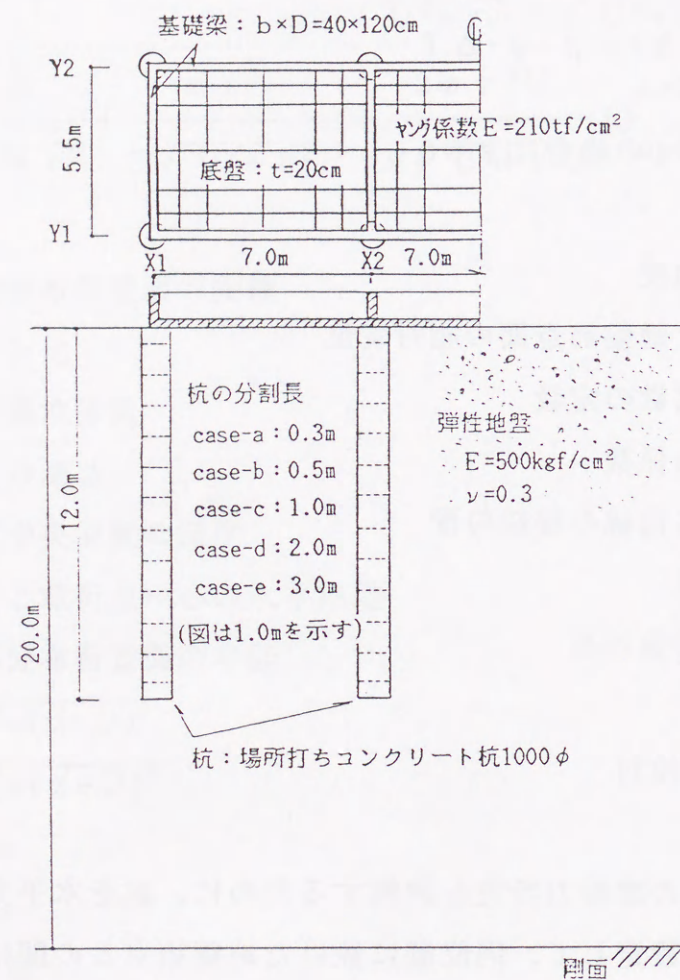 基礎梁：b×D=40×120cm
℄
Y2
5.5m
ヤング係数E=210tf/cm²
底盤：t=20cm
Y1
X1
7.0m
X2
7.0m
杭の分割長
case-a：0.3m
case-b：0.5m
case-c：1.0m
case-d：2.0m
case-e：3.0m
(図は1.0mを示す)
弾性地盤
E=500kgf/cm²
ν=0.3
12.0m
20.0m
杭：場所打ちコンクリート杭1000φ
剛面